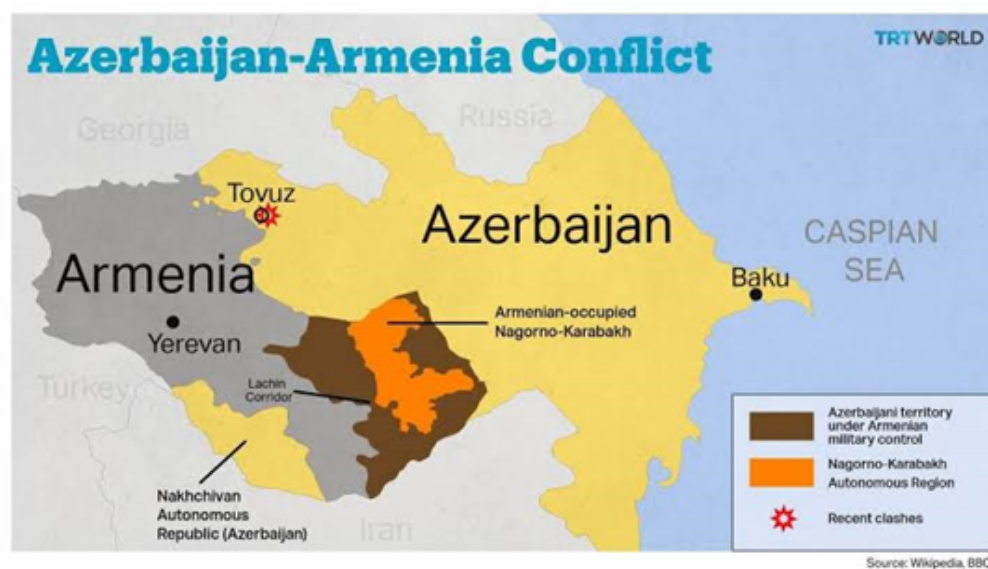 Azerbaijan-Armenia Conflict
TRT WORLD
Georgia
Russia
Tovuz
Azerbaijan
CASPIAN
SEA
Armenia
Baku
Armenian-occupied
Nagorno-Karabakh
Yerevan
Turkey
Lachin
Corridor
Nakhchivan
Autonomous
Republic (Azerbaijan)
Iran
Azerbaijani territory
under Armenian
military control
Nagorno-Karabakh
Autonomous Region
Recent clashes
Source: Wikipedia, BBC